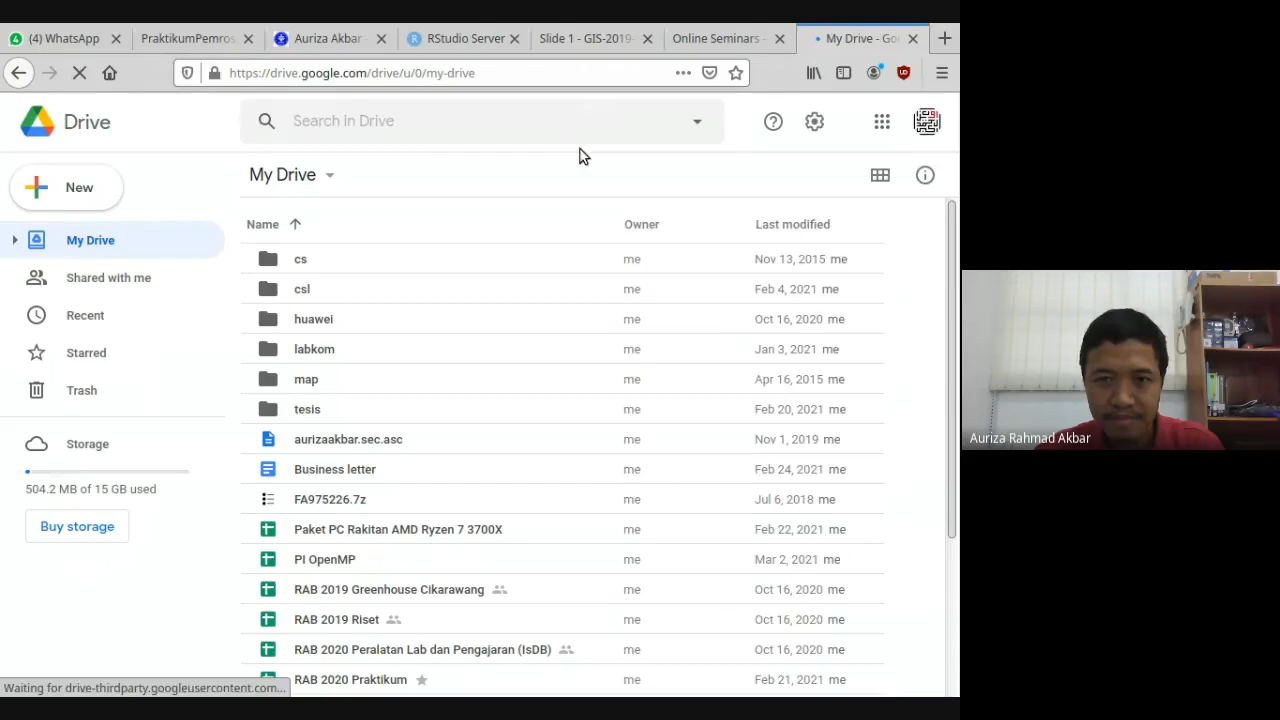 (4) WhatsApp
PraktikumPemros
Auriza Akbar -
RStudio Server
Slide 1 - GIS-2019-
Online Seminars -
My Drive - Go
https://drive.google.com/drive/u/0/my-drive
Drive
Search in Drive
New
My Drive
My Drive
Shared with me
Recent
Starred
Trash
Storage
504.2 MB of 15 GB used
Buy storage
Name Owner Last modified
cs me Nov 13, 2015 me
csl me Feb 4, 2021 me
huawei me Oct 16, 2020 me
labkom me Jan 3, 2021 me
map me Apr 16, 2015 me
tesis me Feb 20, 2021 me
aurizaakbar.sec.asc me Nov 1, 2019 me
Business letter me Feb 24, 2021 me
FA975226.7z me Jul 6, 2018 me
Paket PC Rakitan AMD Ryzen 7 3700X me Feb 22, 2021 me
PI OpenMP me Mar 2, 2021 me
RAB 2019 Greenhouse Cikarawang me Oct 16, 2020 me
RAB 2019 Riset me Oct 16, 2020 me
RAB 2020 Peralatan Lab dan Pengajaran (IsDB) me Oct 16, 2020 me
RAB 2020 Praktikum me Feb 21, 2021 me
Waiting for drive-thirdparty.googleusercontent.com...
Auriza Rahmad Akbar